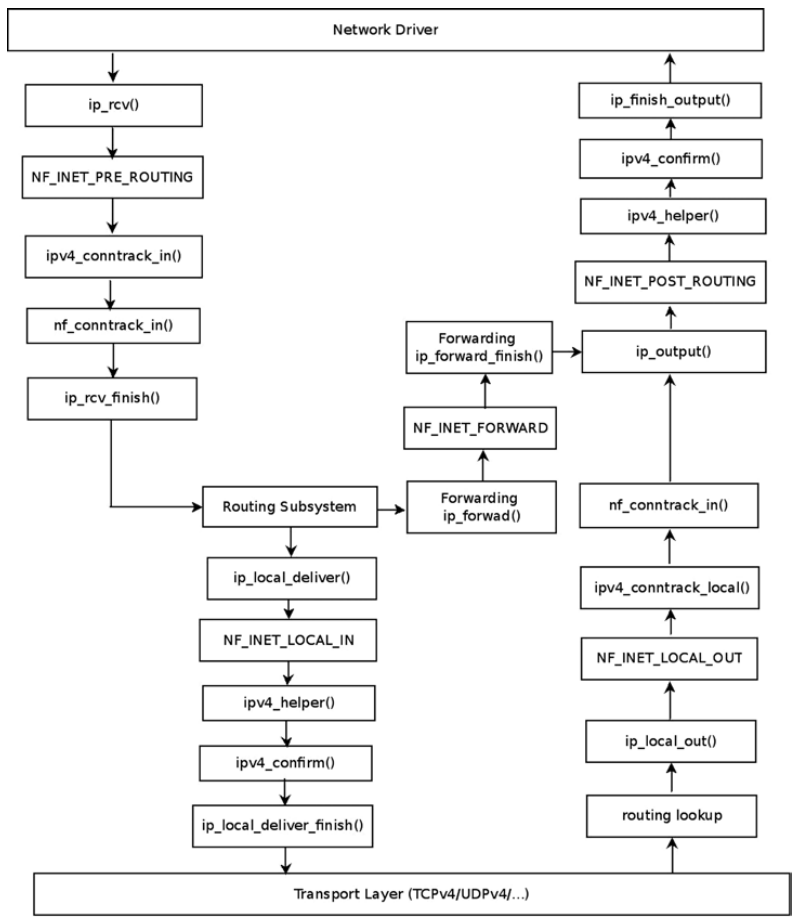 Network Driver
ip_rcv()
NF_INET_PRE_ROUTING
ipv4_conntrack_in()
nf_conntrack_in()
ip_rcv_finish()
Routing Subsystem
ip_local_deliver()
NF_INET_LOCAL_IN
ipv4_helper()
ipv4_confirm()
ip_local_deliver_finish()
Forwarding
ip_forwad()
NF_INET_FORWARD
Forwarding
ip_forward_finish()
ip_finish_output()
ipv4_confirm()
ipv4_helper()
NF_INET_POST_ROUTING
ip_output()
nf_conntrack_in()
ipv4_conntrack_local()
NF_INET_LOCAL_OUT
ip_local_out()
routing lookup
Transport Layer (TCPv4/UDPv4/...)